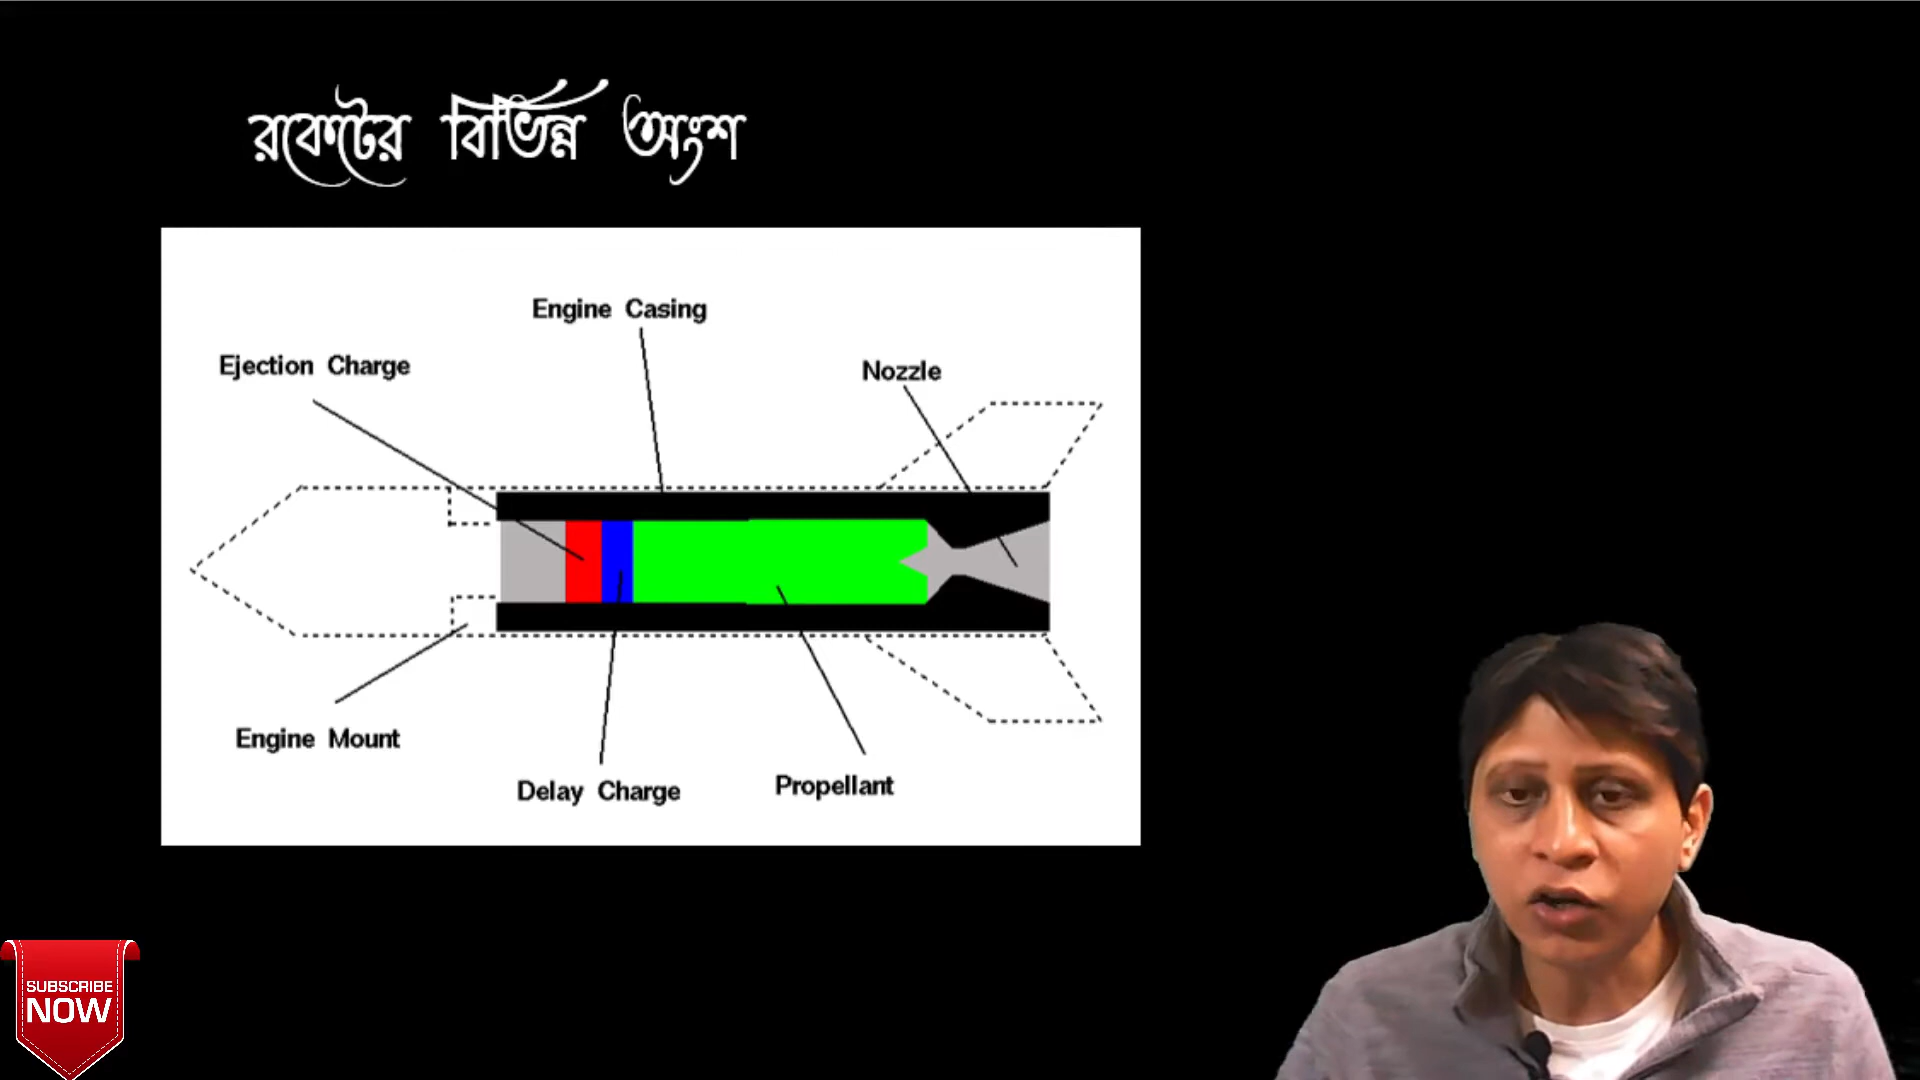 রকেটের বিভিন্ন অংশ
Engine Casing
Ejection Charge
Nozzle
Engine Mount
Delay Charge
Propellant
SUBSCRIBE
NOW